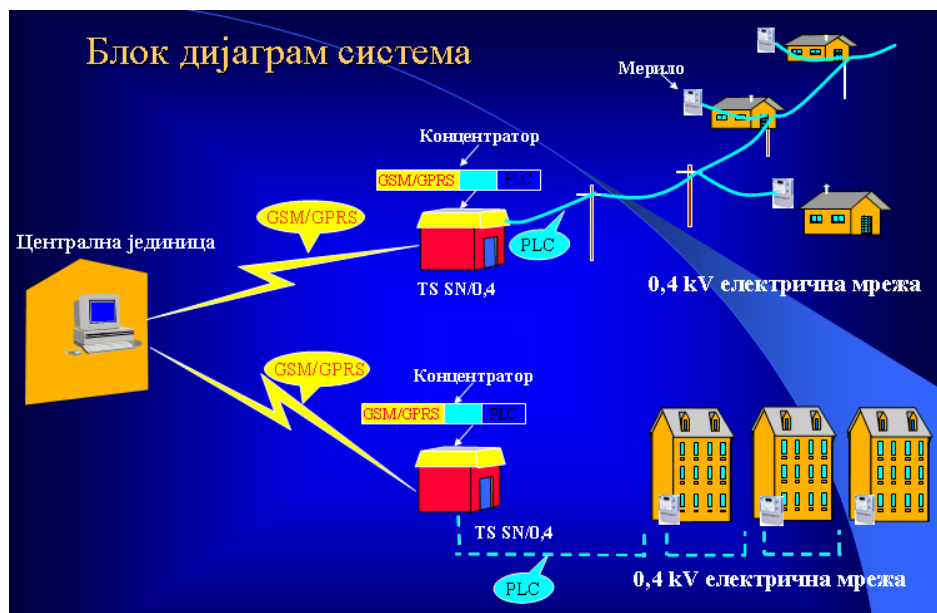 Блок дијаграм система
Мерило
Концентратор
GSM/GPRS PLC
GSM/GPRS
Централна јединица
PLC
TS SN/0,4
0,4 kV електрична мрежа
GSM/GPRS
Концентратор
GSM/GPRS PLC
TS SN/0,4
0,4 kV електрична мрежа
PLC